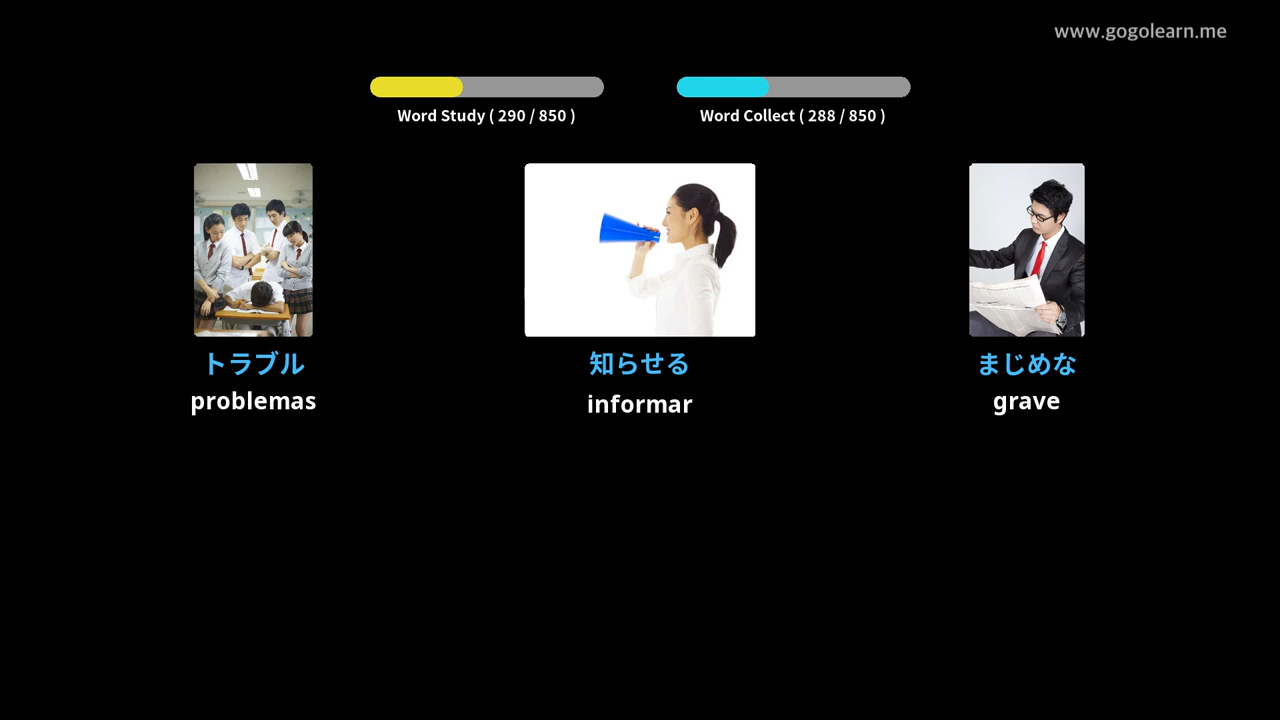 www.gogolearn.me
Word Study ( 290 / 850 )
Word Collect ( 288 / 850 )
トラブル
problemas
知らせる
informar
まじめな
grave